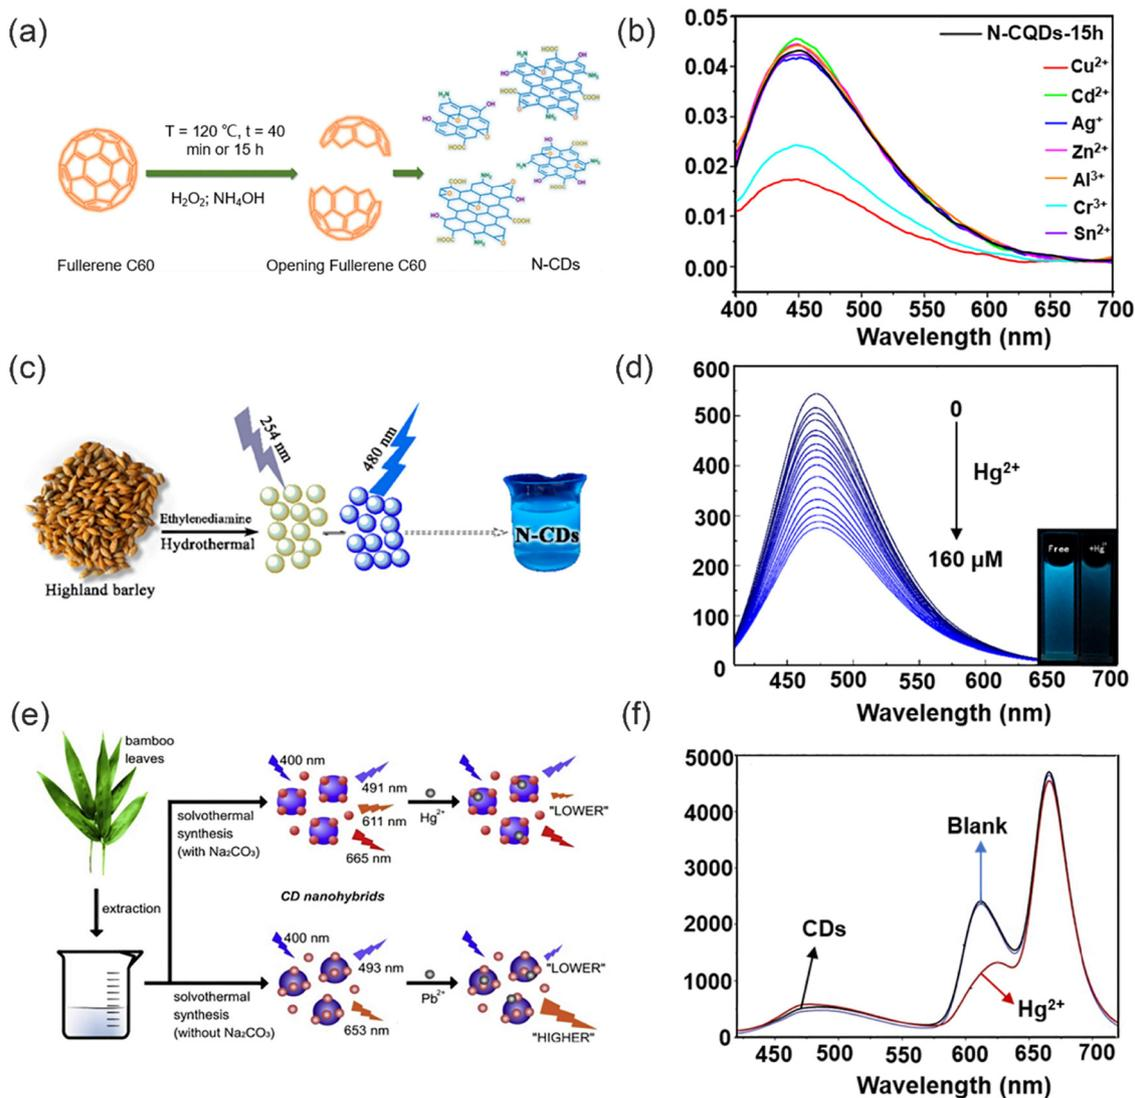 (a)
T = 120 ℃, t = 40
min or 15 h
H₂O₂; NH₄OH
Fullerene C60
Opening Fullerene C60
N-CDs
(b)
0.05
0.04
0.03
0.02
0.01
0.00
N-CQDs-15h
Cu²⁺
Cd²⁺
Ag⁺
Zn²⁺
Al³⁺
Cr³⁺
Sn²⁺
400 450 500 550 600 650 700
Wavelength (nm)
(c)
254 nm
480 nm
Ethylenediamine
Hydrothermal
Highland barley
N-CDs
(d)
600
500
400
300
200
100
0
0
Hg²⁺
160 μM
Free
+Hg²⁺
450 500 550 600 650 700
Wavelength (nm)
(e)
bamboo
leaves
extraction
solvothermal
synthesis
(with Na₂CO₃)
400 nm
491 nm
611 nm
665 nm
Hg²⁺
"LOWER"
CD nanohybrids
solvothermal
synthesis
(without Na₂CO₃)
400 nm
493 nm
653 nm
Pb²⁺
"LOWER"
"HIGHER"
(f)
5000
4000
3000
2000
1000
0
Blank
CDs
Hg²⁺
450 500 550 600 650 700
Wavelength (nm)